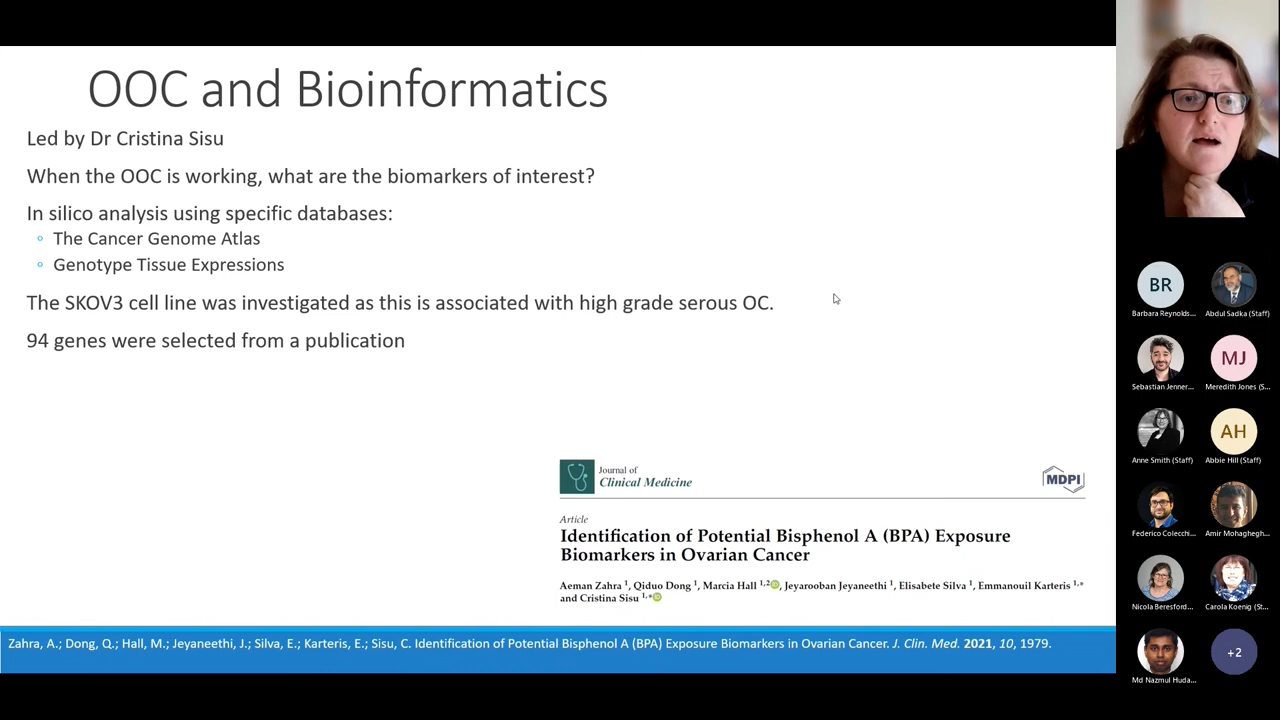 OOC and Bioinformatics
Led by Dr Cristina Sisu
When the OOC is working, what are the biomarkers of interest?
In silico analysis using specific databases:
The Cancer Genome Atlas
Genotype Tissue Expressions
The SKOV3 cell line was investigated as this is associated with high grade serous OC.
94 genes were selected from a publication
Journal of
Clinical Medicine
MDPI
Article
Identification of Potential Bisphenol A (BPA) Exposure
Biomarkers in Ovarian Cancer
Aeman Zahra 1, Qiduo Dong 1, Marcia Hall 1,2, Jeyarooban Jeyaneethi 1, Elisabete Silva 1, Emmanouil Karteris 1,*
and Cristina Sisu 1,*
Zahra, A.; Dong, Q.; Hall, M.; Jeyaneethi, J.; Silva, E.; Karteris, E.; Sisu, C. Identification of Potential Bisphenol A (BPA) Exposure Biomarkers in Ovarian Cancer. J. Clin. Med. 2021, 10, 1979.
BR
Barbara Reynolds...
Abdul Sadka (Staff)
Sebastian Jenner...
MJ
Meredith Jones (S...
Anne Smith (Staff)
AH
Abbie Hill (Staff)
Federico Colecchi...
Amir Mohaghegh...
Nicola Beresford...
Carola Koenig (St...
Md Nazmul Huda...
+2